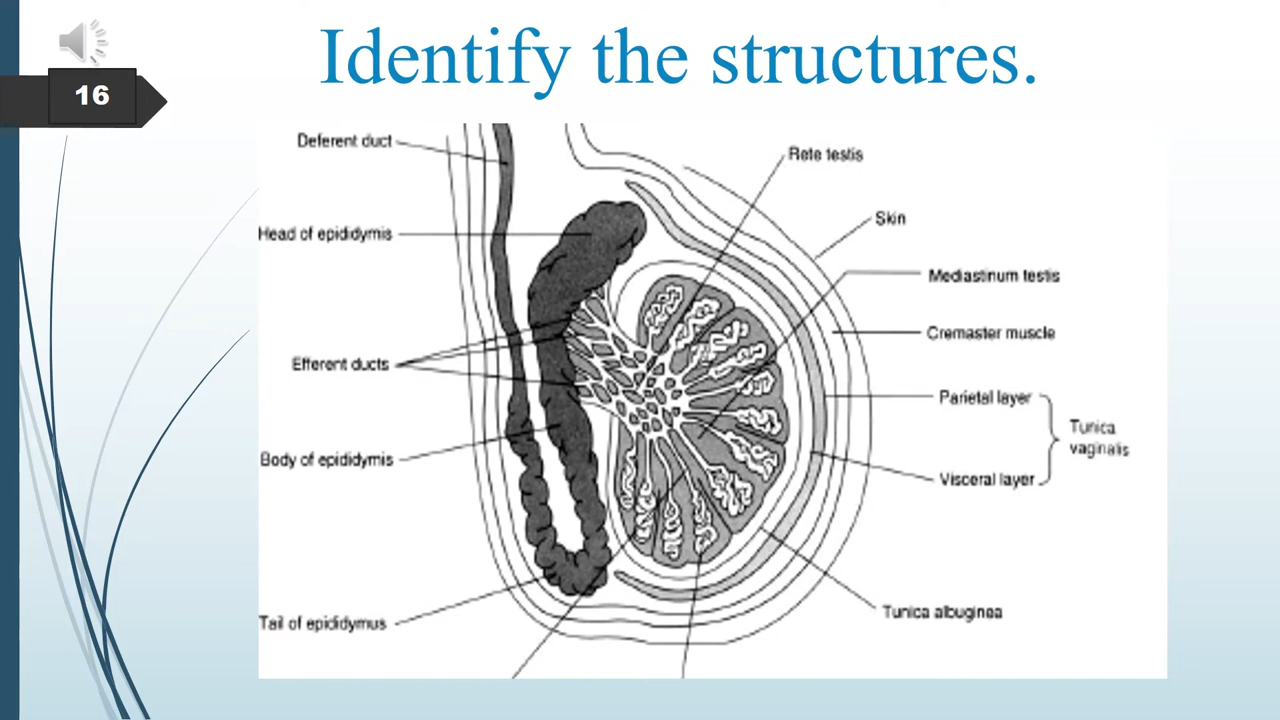 Identify the structures.
16
Deferent duct
Rete testis
Skin
Head of epididymis
Mediastinum testis
Cremaster muscle
Efferent ducts
Parietal layer
Tunica
vaginalis
Body of epididymis
Visceral layer
Tunica albuginea
Tail of epididymus